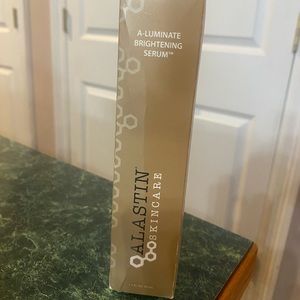 A-LUMINATE
BRIGHTENING
SERUM™
ALASTIN®
SKINCARE